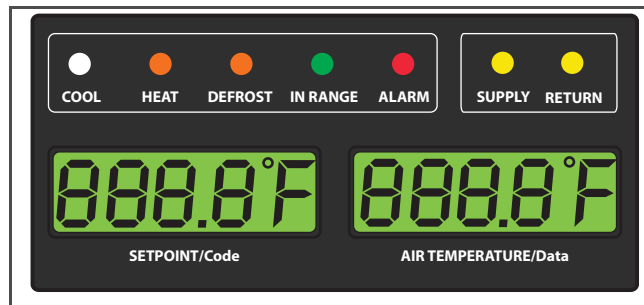 COOL HEAT DEFROST IN RANGE ALARM SUPPLY RETURN
888.8°F 888.8°F
SETPOINT/Code AIR TEMPERATURE/Data